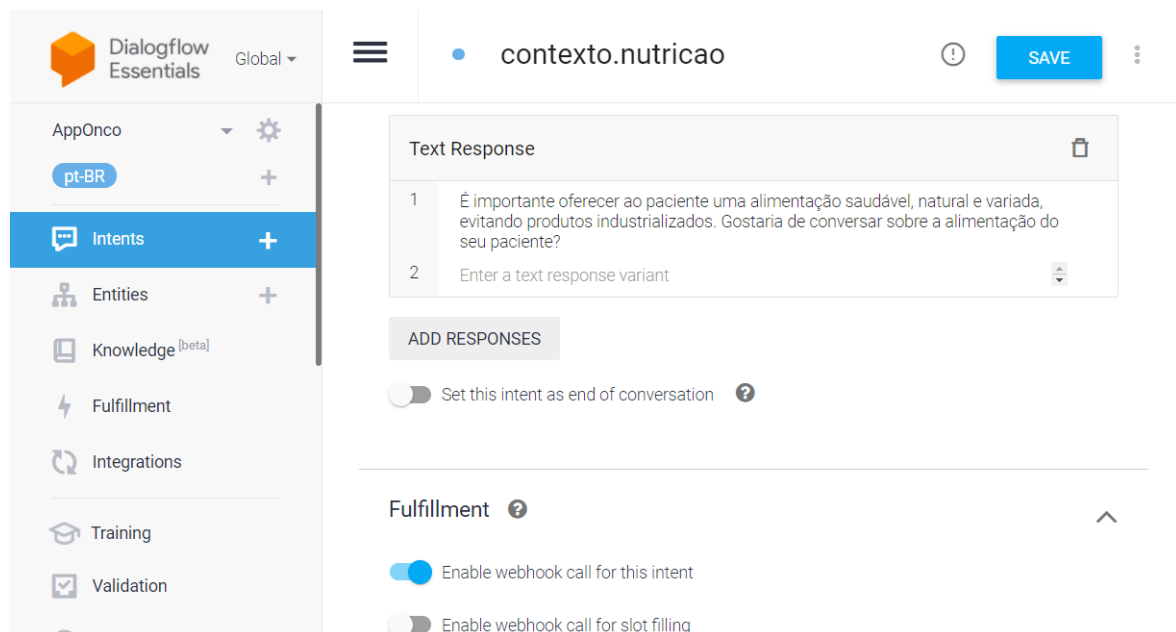 Dialogflow
Essentials
Global
contexto.nutricao
SAVE
AppOnco
pt-BR
Intents
Entities
Knowledge [beta]
Fulfillment
Integrations
Training
Validation
Text Response
1 É importante oferecer ao paciente uma alimentação saudável, natural e variada,
evitando produtos industrializados. Gostaria de conversar sobre a alimentação do
seu paciente?
2 Enter a text response variant
ADD RESPONSES
Set this intent as end of conversation
Fulfillment
Enable webhook call for this intent
Enable webhook call for slot filling